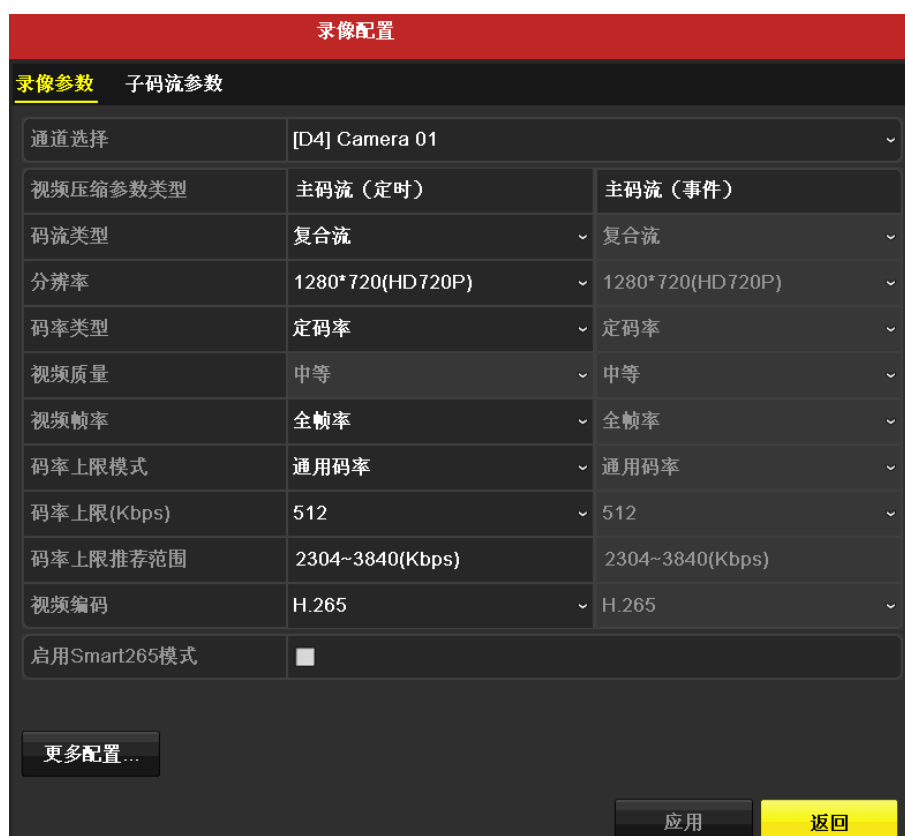 录像配置
录像参数 子码流参数
通道选择 [D4] Camera 01
视频压缩参数类型 主码流（定时） 主码流（事件）
码流类型 复合流 复合流
分辨率 1280*720(HD720P) 1280*720(HD720P)
码率类型 定码率 定码率
视频质量 中等 中等
视频帧率 全帧率 全帧率
码率上限模式 通用码率 通用码率
码率上限(Kbps) 512 512
码率上限推荐范围 2304~3840(Kbps) 2304~3840(Kbps)
视频编码 H.265 H.265
启用Smart265模式
更多配置...
应用 返回